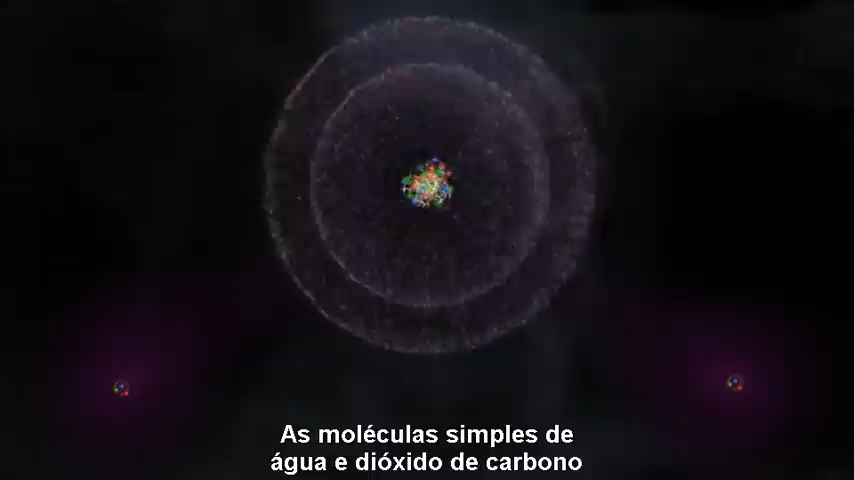 As moléculas simples de
água e dióxido de carbono